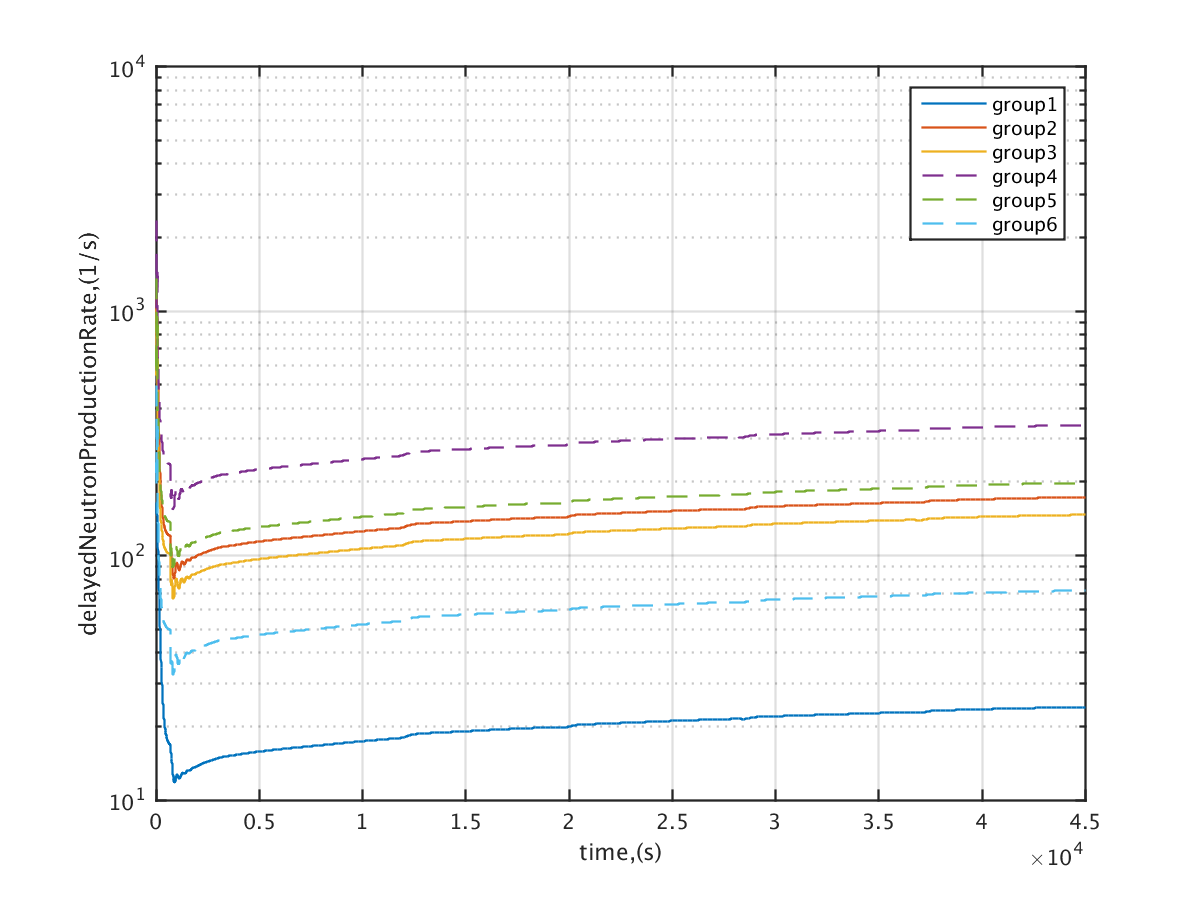 10^4
10^3
10^2
10^1
delayedNeutronProductionRate,(1/s)
group1
group2
group3
group4
group5
group6
0 0.5 1 1.5 2 2.5 3 3.5 4 4.5
time,(s)
×10^4